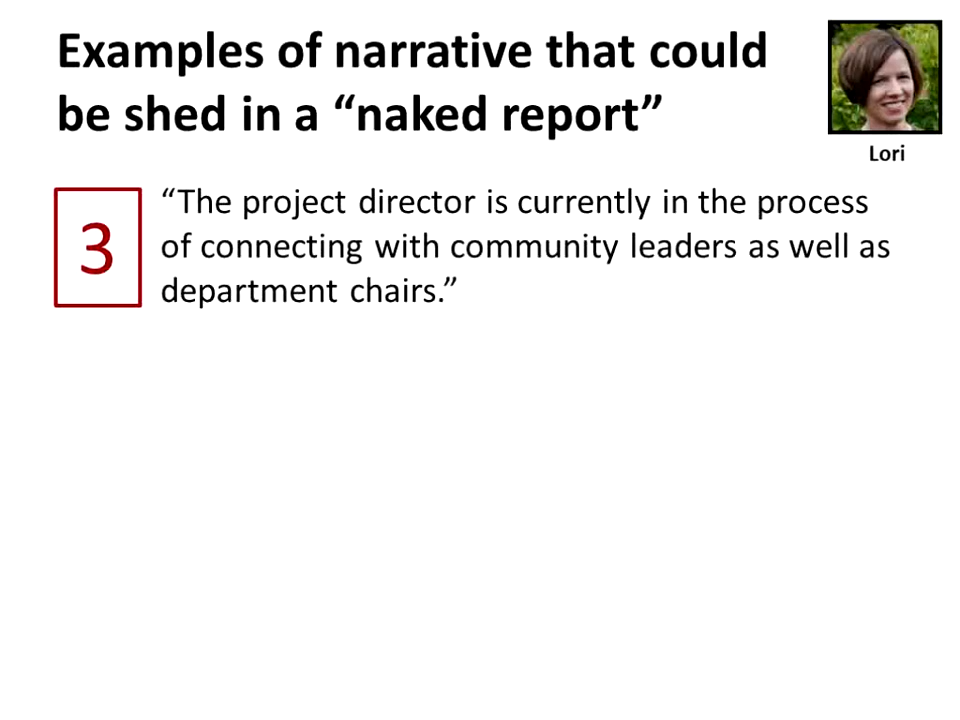 Examples of narrative that could
be shed in a “naked report”
Lori
3
“The project director is currently in the process
of connecting with community leaders as well as
department chairs.”